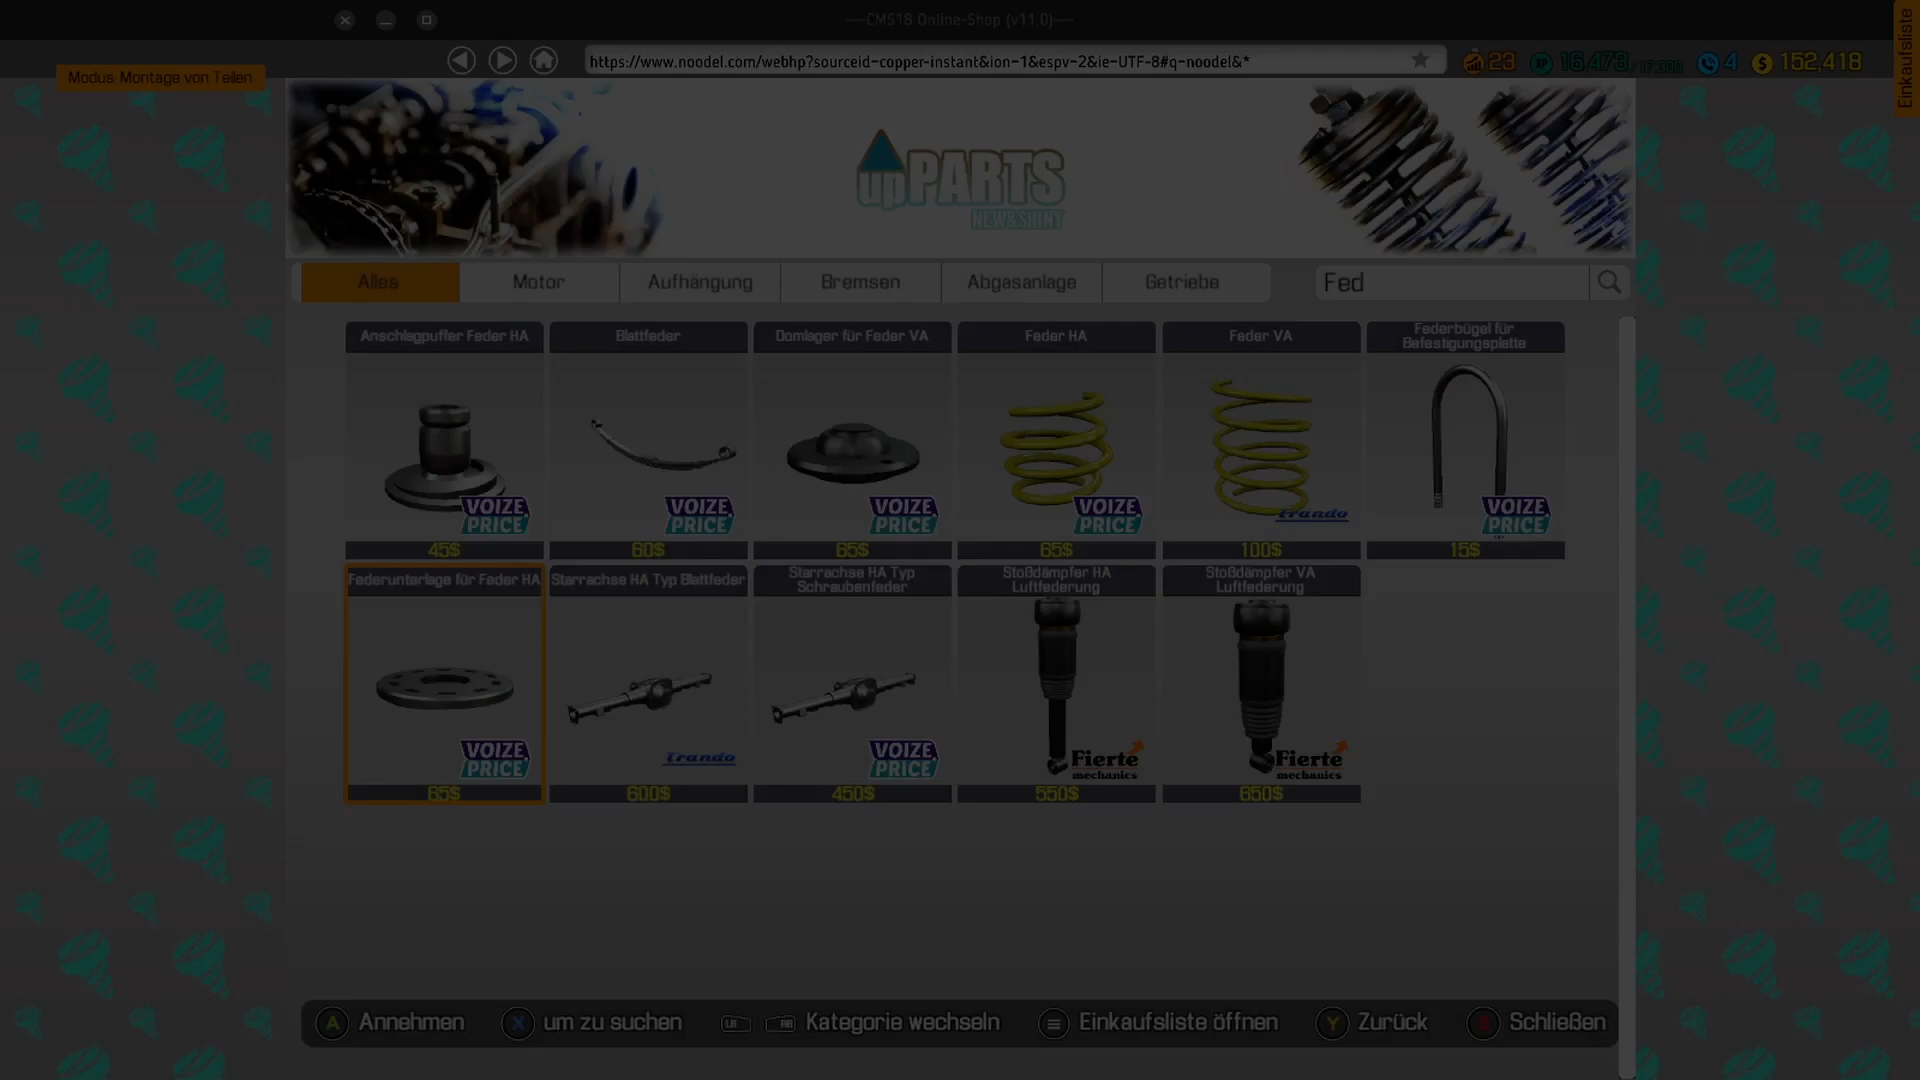 ---CMS18 Online-Shop (v11.0)---
Einkaufsliste
https://www.noodel.com/webhp?sourceid-copper-instant&ion-1&espv-2&ie-UTF-8#q-noodel&*
23
XP 16,473
4
$ 152,418
Modus: Montage von Teilen
upPARTS
NEW&SHINY
Alles
Motor
Aufhängung
Bremsen
Abgasanlage
Getriebe
Fed
Anschlagpuffer Feder HA
VOIZE
PRICE
45$
Blattfeder
VOIZE
PRICE
60$
Domlager für Feder VA
VOIZE
PRICE
65$
Feder HA
VOIZE
PRICE
65$
Feder VA
Trando
100$
Federbügel für
Befestigungsplatte
VOIZE
PRICE
15$
Federunterlage für Feder HA
VOIZE
PRICE
65$
Starrachse HA Typ Blattfeder
Trando
600$
Starrachse HA Typ
Schraubenfeder
VOIZE
PRICE
450$
Stoßdämpfer HA
Luftfederung
Fierte
mechanics
550$
Stoßdämpfer VA
Luftfederung
Fierte
mechanics
650$
A Annehmen
X um zu suchen
LB RB Kategorie wechseln
Einkaufsliste öffnen
Y Zurück
Schließen